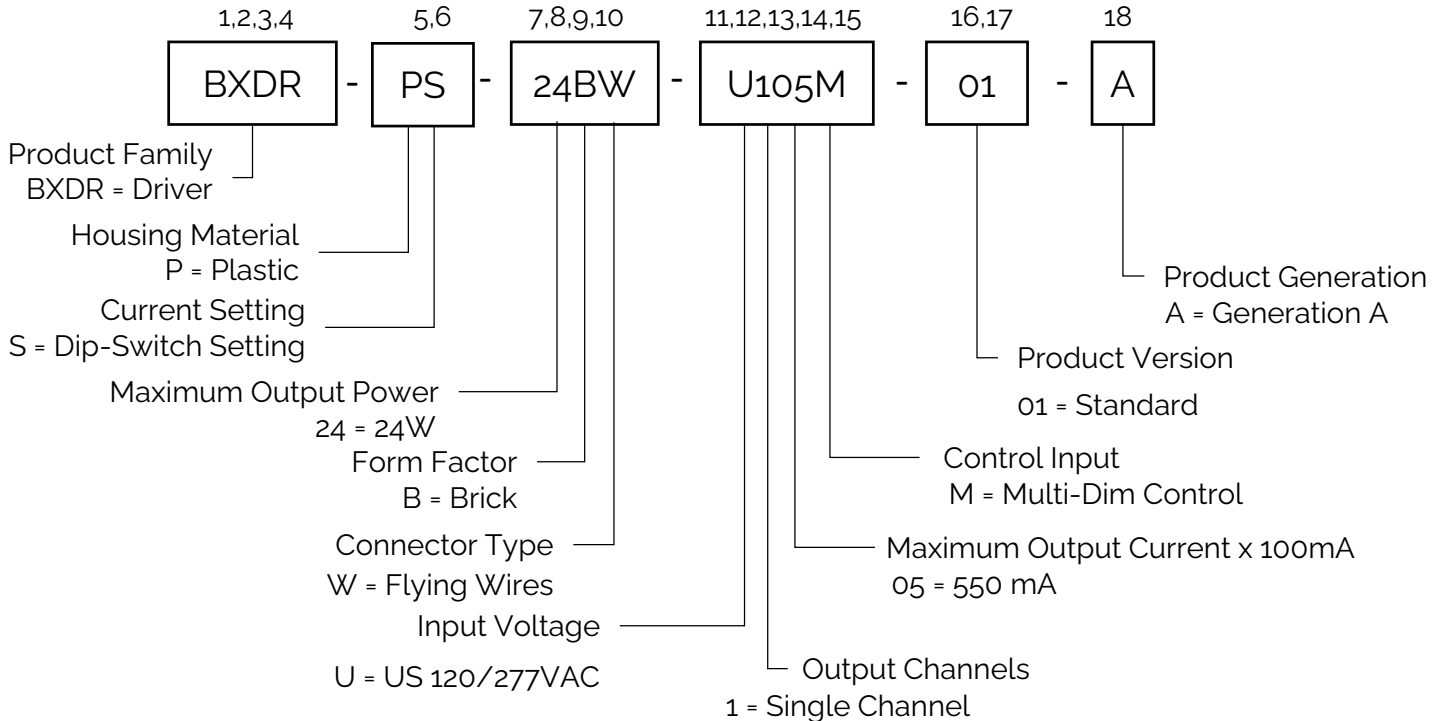 1,2,3,4 5,6 7,8,9,10 11,12,13,14,15 16,17 18
BXDR - PS - 24BW - U105M - 01 - A
Product Family
BXDR = Driver
Housing Material
P = Plastic
Current Setting
S = Dip-Switch Setting
Maximum Output Power
24 = 24W
Form Factor
B = Brick
Connector Type
W = Flying Wires
Input Voltage
U = US 120/277VAC
Output Channels
1 = Single Channel
Maximum Output Current x 100mA
05 = 550 mA
Control Input
M = Multi-Dim Control
Product Version
01 = Standard
Product Generation
A = Generation A